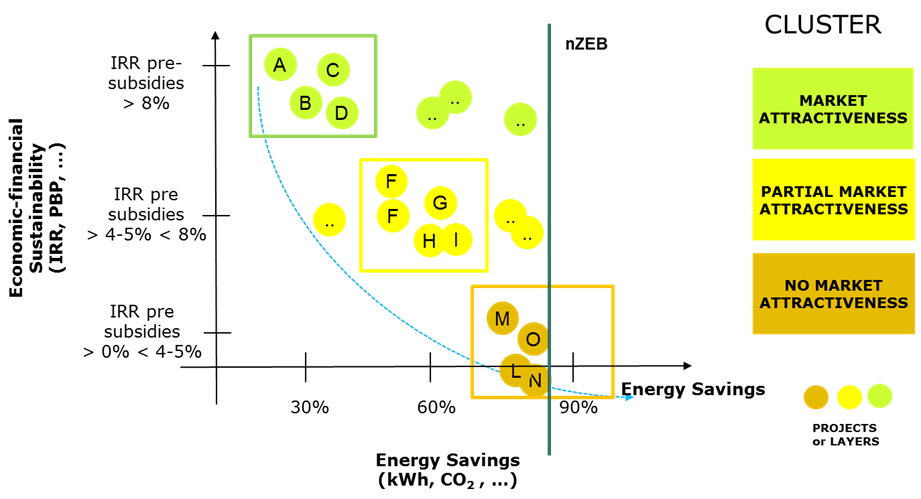 CLUSTER
nZEB
IRR pre-
subsidies
> 8%
A
C
B
D
..
..
..
MARKET
ATTRACTIVENESS
Economic-financial
Sustainability
(IRR, PBP, ...)
IRR pre
subsidies
> 4-5% < 8%
F
G
F
H
I
..
..
..
PARTIAL MARKET
ATTRACTIVENESS
IRR pre
subsidies
> 0% < 4-5%
M
O
L
N
NO MARKET
ATTRACTIVENESS
Energy Savings
30%
60%
90%
PROJECTS
or LAYERS
Energy Savings
(kWh, CO₂ , ...)